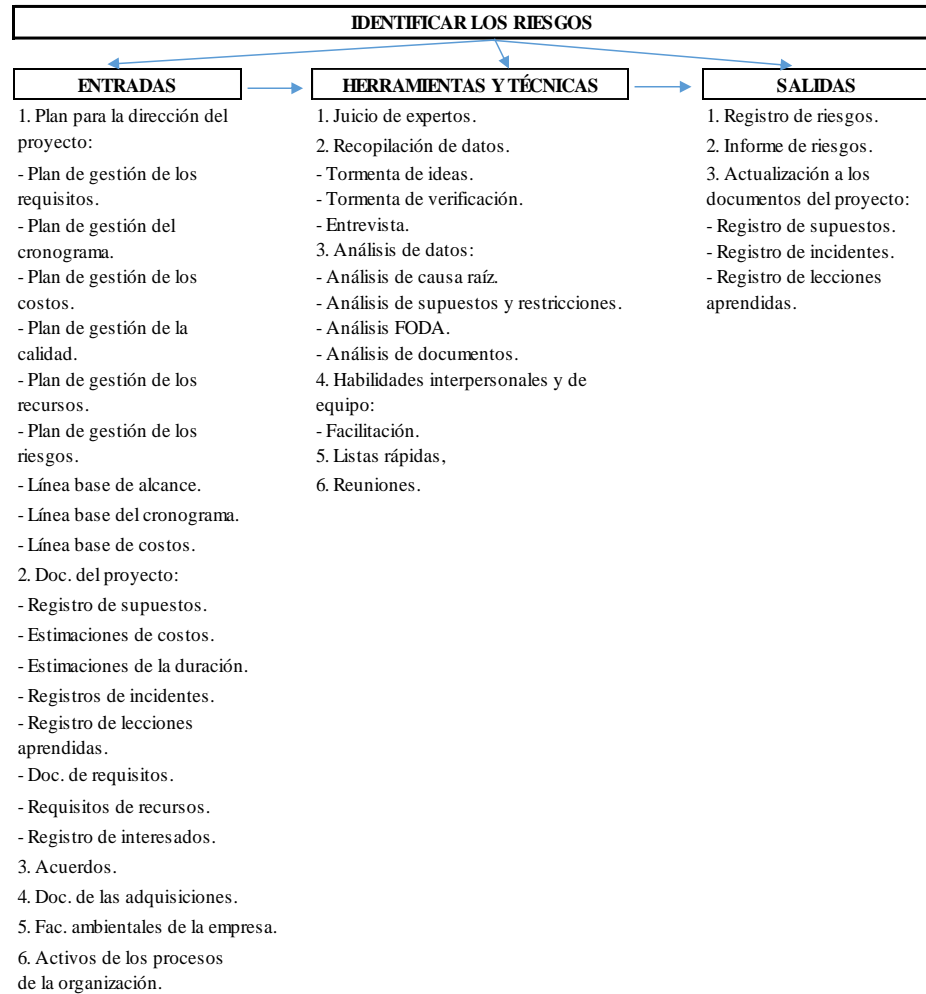 IDENTIFICAR LOS RIESGOS
ENTRADAS
1. Plan para la dirección del
proyecto:
- Plan de gestión de los
requisitos.
- Plan de gestión del
cronograma.
- Plan de gestión de los
costos.
- Plan de gestión de la
calidad.
- Plan de gestión de los
recursos.
- Plan de gestión de los
riesgos.
- Línea base de alcance.
- Línea base del cronograma.
- Línea base de costos.
2. Doc. del proyecto:
- Registro de supuestos.
- Estimaciones de costos.
- Estimaciones de la duración.
- Registros de incidentes.
- Registro de lecciones
aprendidas.
- Doc. de requisitos.
- Requisitos de recursos.
- Registro de interesados.
3. Acuerdos.
4. Doc. de las adquisiciones.
5. Fac. ambientales de la empresa.
6. Activos de los procesos
de la organización.
HERRAMIENTAS Y TÉCNICAS
1. Juicio de expertos.
2. Recopilación de datos.
- Tormenta de ideas.
- Tormenta de verificación.
- Entrevista.
3. Análisis de datos:
- Análisis de causa raíz.
- Análisis de supuestos y restricciones.
- Análisis FODA.
- Análisis de documentos.
4. Habilidades interpersonales y de
equipo:
- Facilitación.
5. Listas rápidas,
6. Reuniones.
SALIDAS
1. Registro de riesgos.
2. Informe de riesgos.
3. Actualización a los
documentos del proyecto:
- Registro de supuestos.
- Registro de incidentes.
- Registro de lecciones
aprendidas.